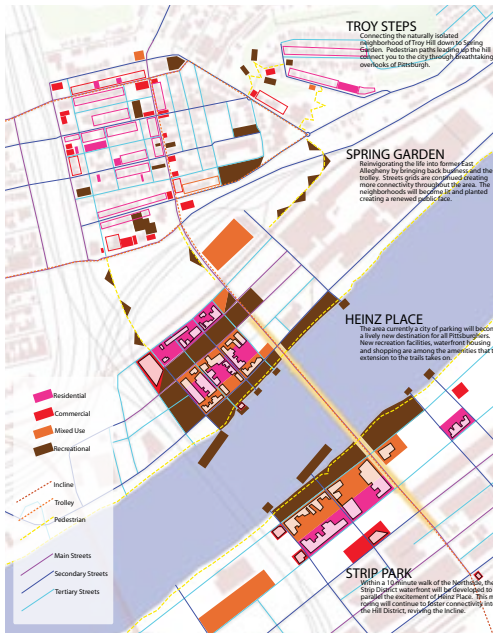 TROY STEPS
Connecting the naturally isolated
neighborhood of Troy Hill down to Spring
Garden. Pedestrian paths leading up the hill
connect you to the city through breathtaking
overlooks of Pittsburgh.
SPRING GARDEN
Reinvigorating the life into former East
Allegheny by bringing back business and the
trolley. Streets grids are continued creating
more connectivity throughout the area. The
neighborhoods will become lit and planted
creating a renewed public face.
HEINZ PLACE
The area currently a city of parking will becom
a lively new destination for all Pittsburghers.
New recreation facilities, waterfront housing
and shopping are among the amenities that t
extension to the trails takes on.
Residential
Commercial
Mixed Use
Recreational
Incline
Trolley
Pedestrian
Main Streets
Secondary Streets
Tertiary Streets
STRIP PARK
Within a 10 minute walk of the Northside, the
Strip District waterfront will be developed to
parallel the excitement of Heinz Place. This m
roring will continue to foster connectivity int
the Hill District, reviving the Incline.